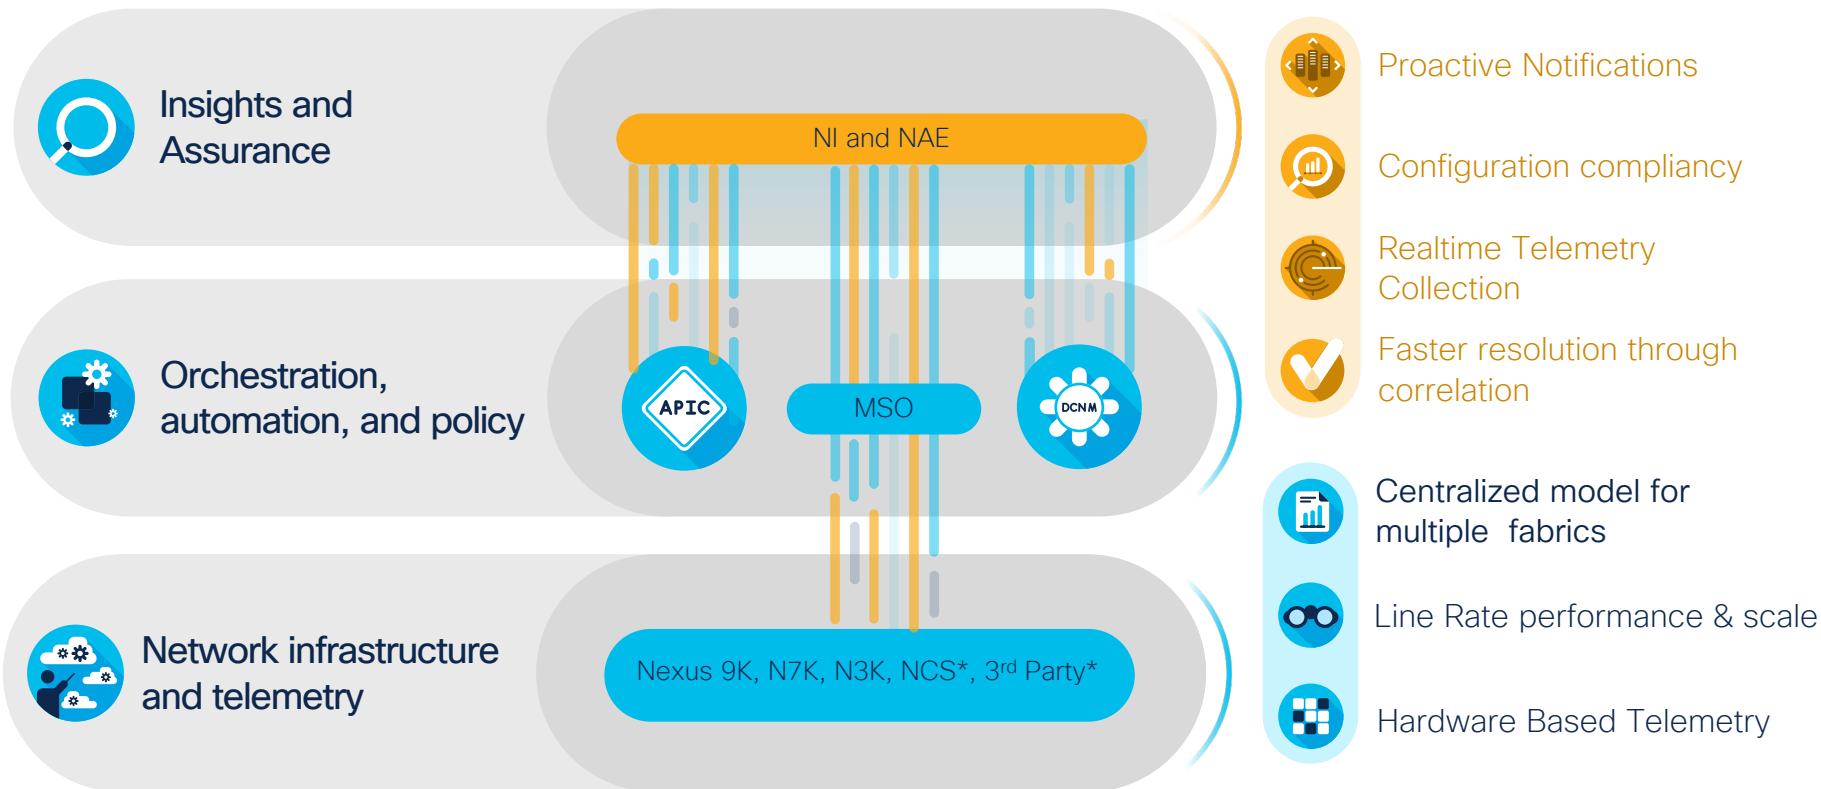 Insights and
Assurance
NI and NAE
Orchestration,
automation, and policy
APIC
MSO
DCNM
Network infrastructure
and telemetry
Nexus 9K, N7K, N3K, NCS*, 3rd Party*
Proactive Notifications
Configuration compliancy
Realtime Telemetry
Collection
Faster resolution through
correlation
Centralized model for
multiple fabrics
Line Rate performance & scale
Hardware Based Telemetry